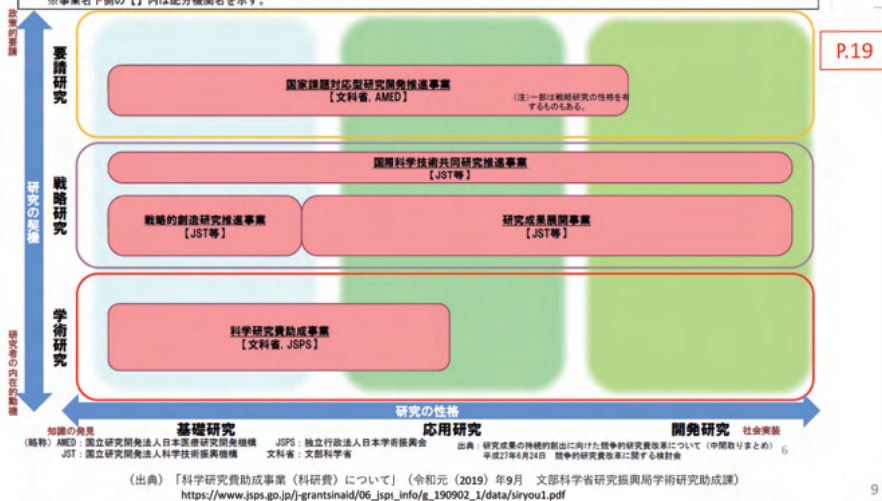 ※事業名下側の【】内は配分機関名を示す。
P.19
政策的要請
要請研究
国家課題対応型研究開発推進事業
【文科省, AMED】
(注)一部は戦略研究の性格を有
するものもある。
研究の契機
戦略研究
国際科学技術共同研究推進事業
【JST等】
戦略的創造研究推進事業
【JST等】
研究成果展開事業
【JST等】
学術研究
科学研究費助成事業(科研費)
【文科省, JSPS】
研究者の内在的動機
研究の性格
知識の発見
基礎研究
応用研究
開発研究
社会実装
(略称) AMED:国立研究開発法人日本医療研究開発機構 JSPS:独立行政法人日本学術振興会
JST:国立研究開発法人科学技術振興機構 文科省:文部科学省
出典:研究成果の持続的創出に向けた競争的研究費改革について(中間取りまとめ)
平成27年6月24日 競争的研究費改革に関する検討会
6
(出典)「科学研究費助成事業(科研費)について」(令和元(2019)年9月 文部科学省研究振興局学術研究助成課)
https://www.jsps.go.jp/j-grantsinaid/06_jsps_info/g_190902_1/data/siryou1.pdf
9